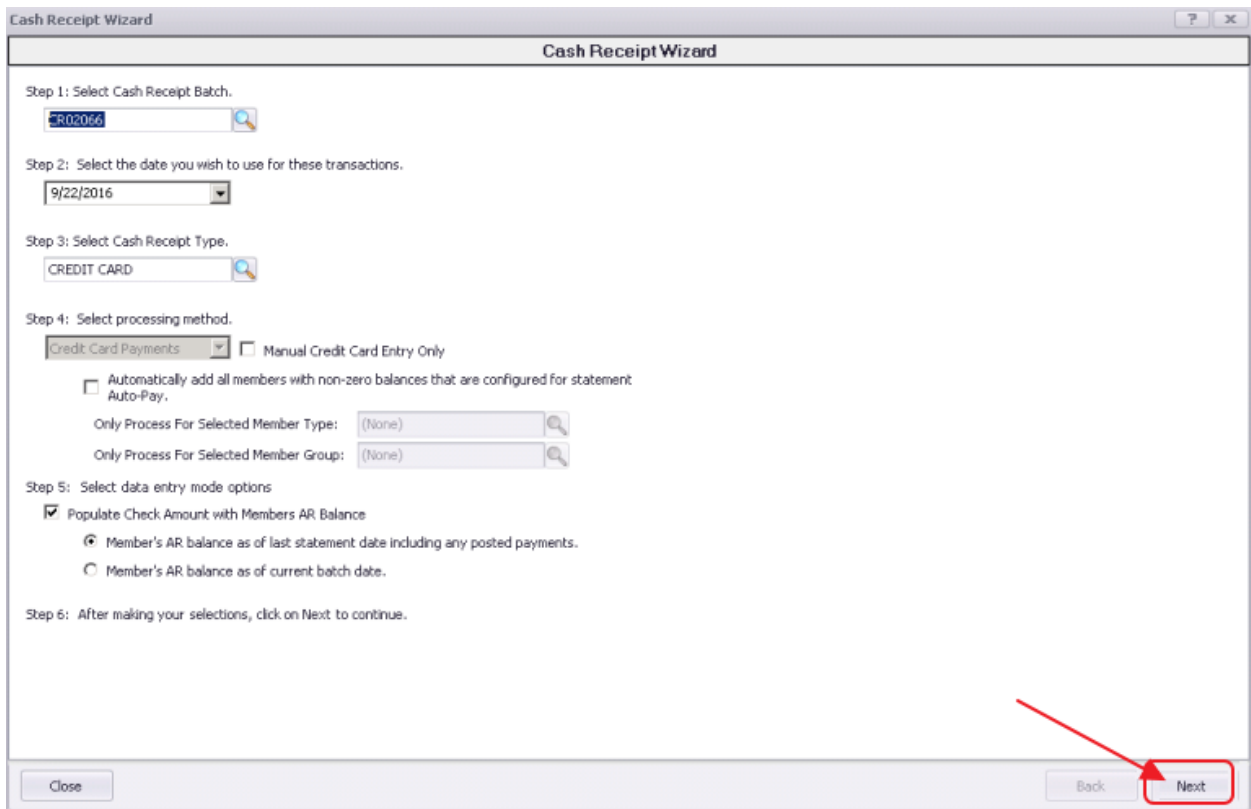 Cash Receipt Wizard
Cash Receipt Wizard
Step 1: Select Cash Receipt Batch.
CR02066
Step 2: Select the date you wish to use for these transactions.
9/22/2016
Step 3: Select Cash Receipt Type.
CREDIT CARD
Step 4: Select processing method.
Credit Card Payments Manual Credit Card Entry Only
Automatically add all members with non-zero balances that are configured for statement
Auto-Pay.
Only Process For Selected Member Type: (None)
Only Process For Selected Member Group: (None)
Step 5: Select data entry mode options
Populate Check Amount with Members AR Balance
Member's AR balance as of last statement date including any posted payments.
Member's AR balance as of current batch date.
Step 6: After making your selections, click on Next to continue.
Close Back Next